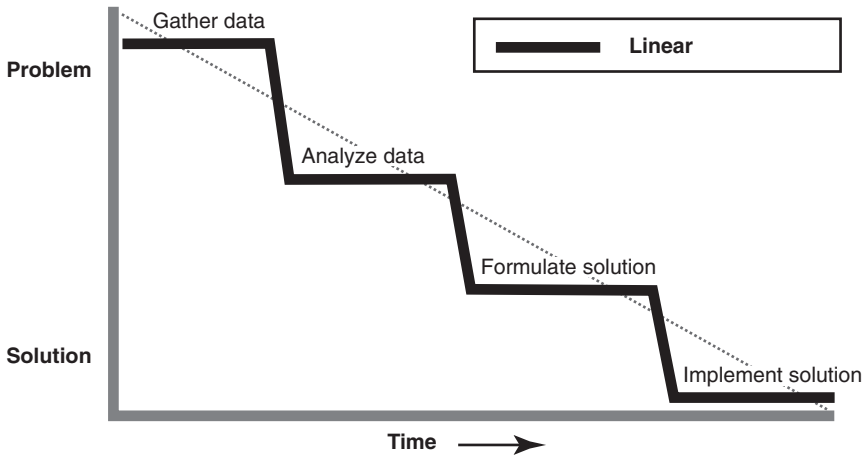 Gather data
Linear
Problem
Analyze data
Formulate solution
Solution
Implement solution
Time